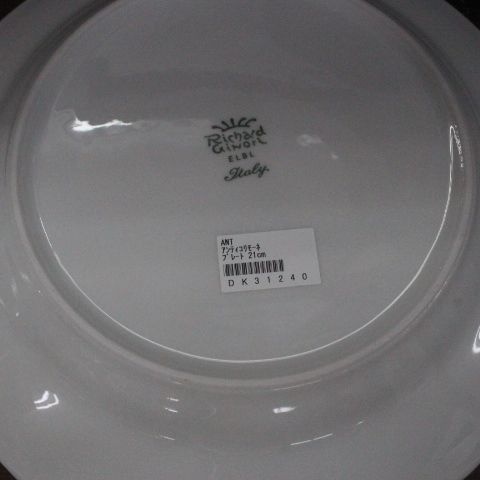 Richard
Ginori
ELBL
Italy.
ANT
アンティコリモーネ
プレート 21cm
DK31240